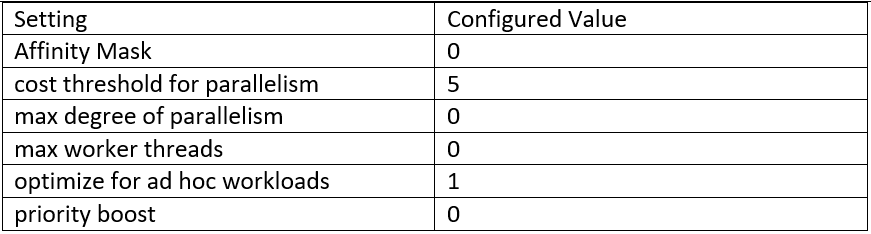 Setting Configured Value
Affinity Mask 0
cost threshold for parallelism 5
max degree of parallelism 0
max worker threads 0
optimize for ad hoc workloads 1
priority boost 0